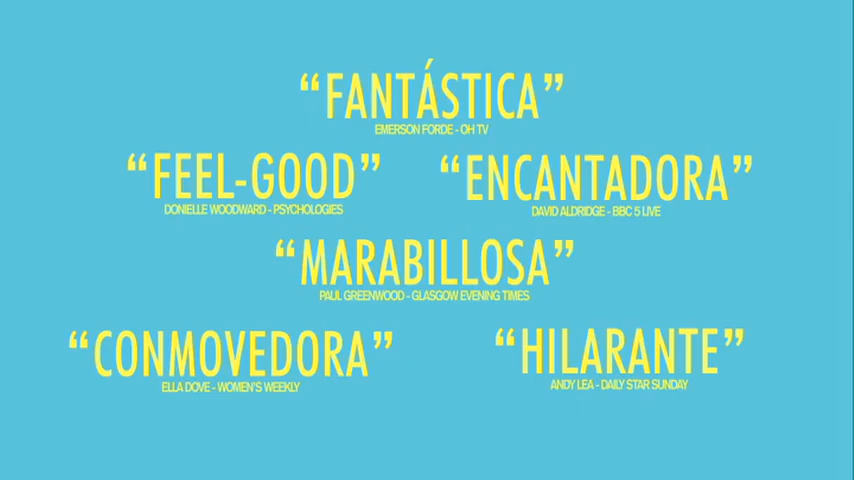 “FANTÁSTICA”
EMERSON FORDE - OH TV
“FEEL-GOOD”
DONIELLE WOODWARD - PSYCHOLOGIES
“ENCANTADORA”
DAVID ALDRIDGE - BBC 5 LIVE
“MARABILLOSA”
PAUL GREENWOOD - GLASGOW EVENING TIMES
“CONMOVEDORA”
ELLA DOVE - WOMEN'S WEEKLY
“HILARANTE”
ANDY LEA - DAILY STAR SUNDAY